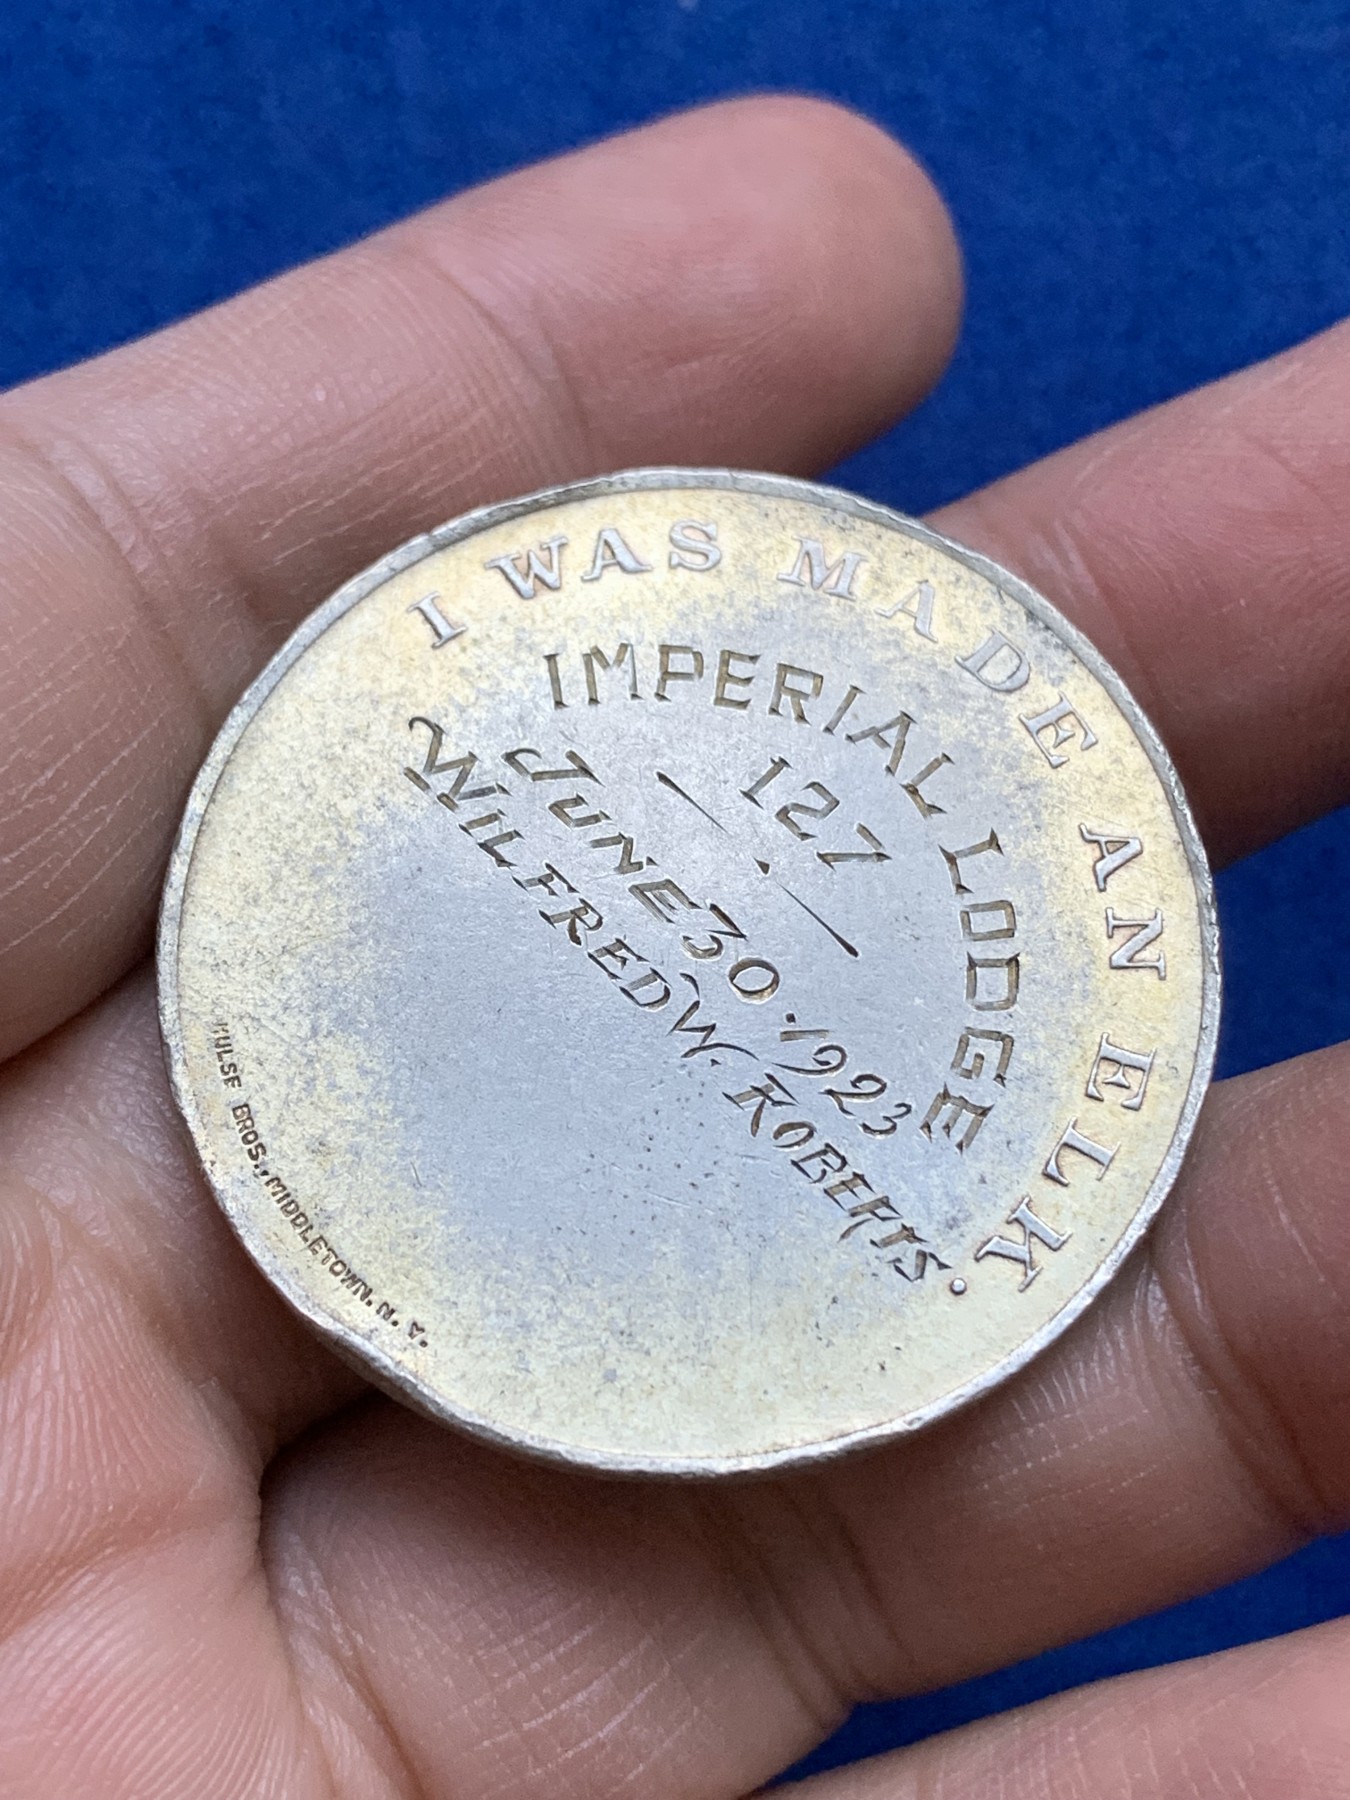 I WAS MADE AN ELK.
IMPERIAL LODGE
127
JUNE 30. 1923
WILFRED W. ROBERTS.
HULSE BROS., MIDDLETOWN. N. Y.